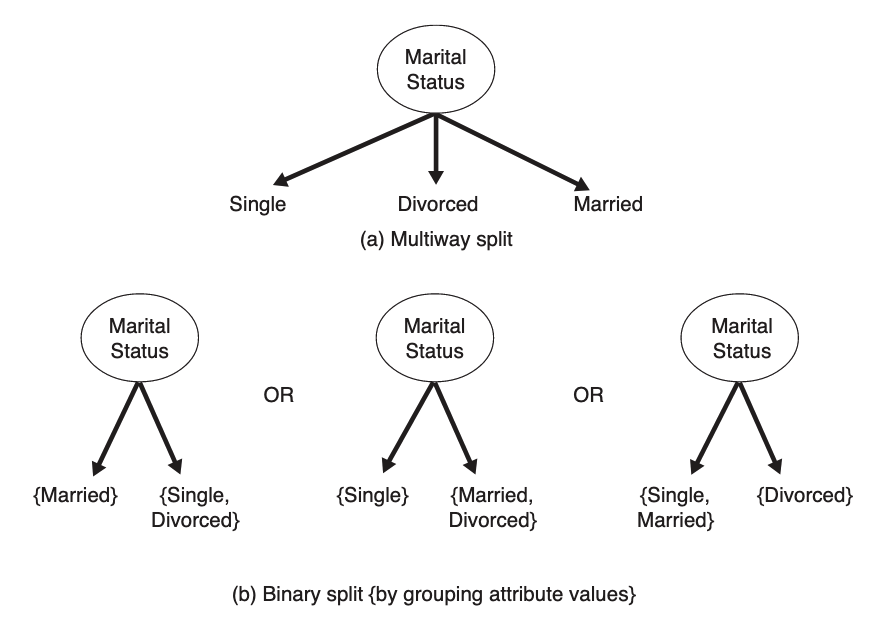 Marital
Status
Single
Divorced
Married
(a) Multiway split
Marital
Status
OR
Marital
Status
OR
Marital
Status
{Married}
{Single,
Divorced}
{Single}
{Married,
Divorced}
{Single,
Married}
{Divorced}
(b) Binary split {by grouping attribute values}